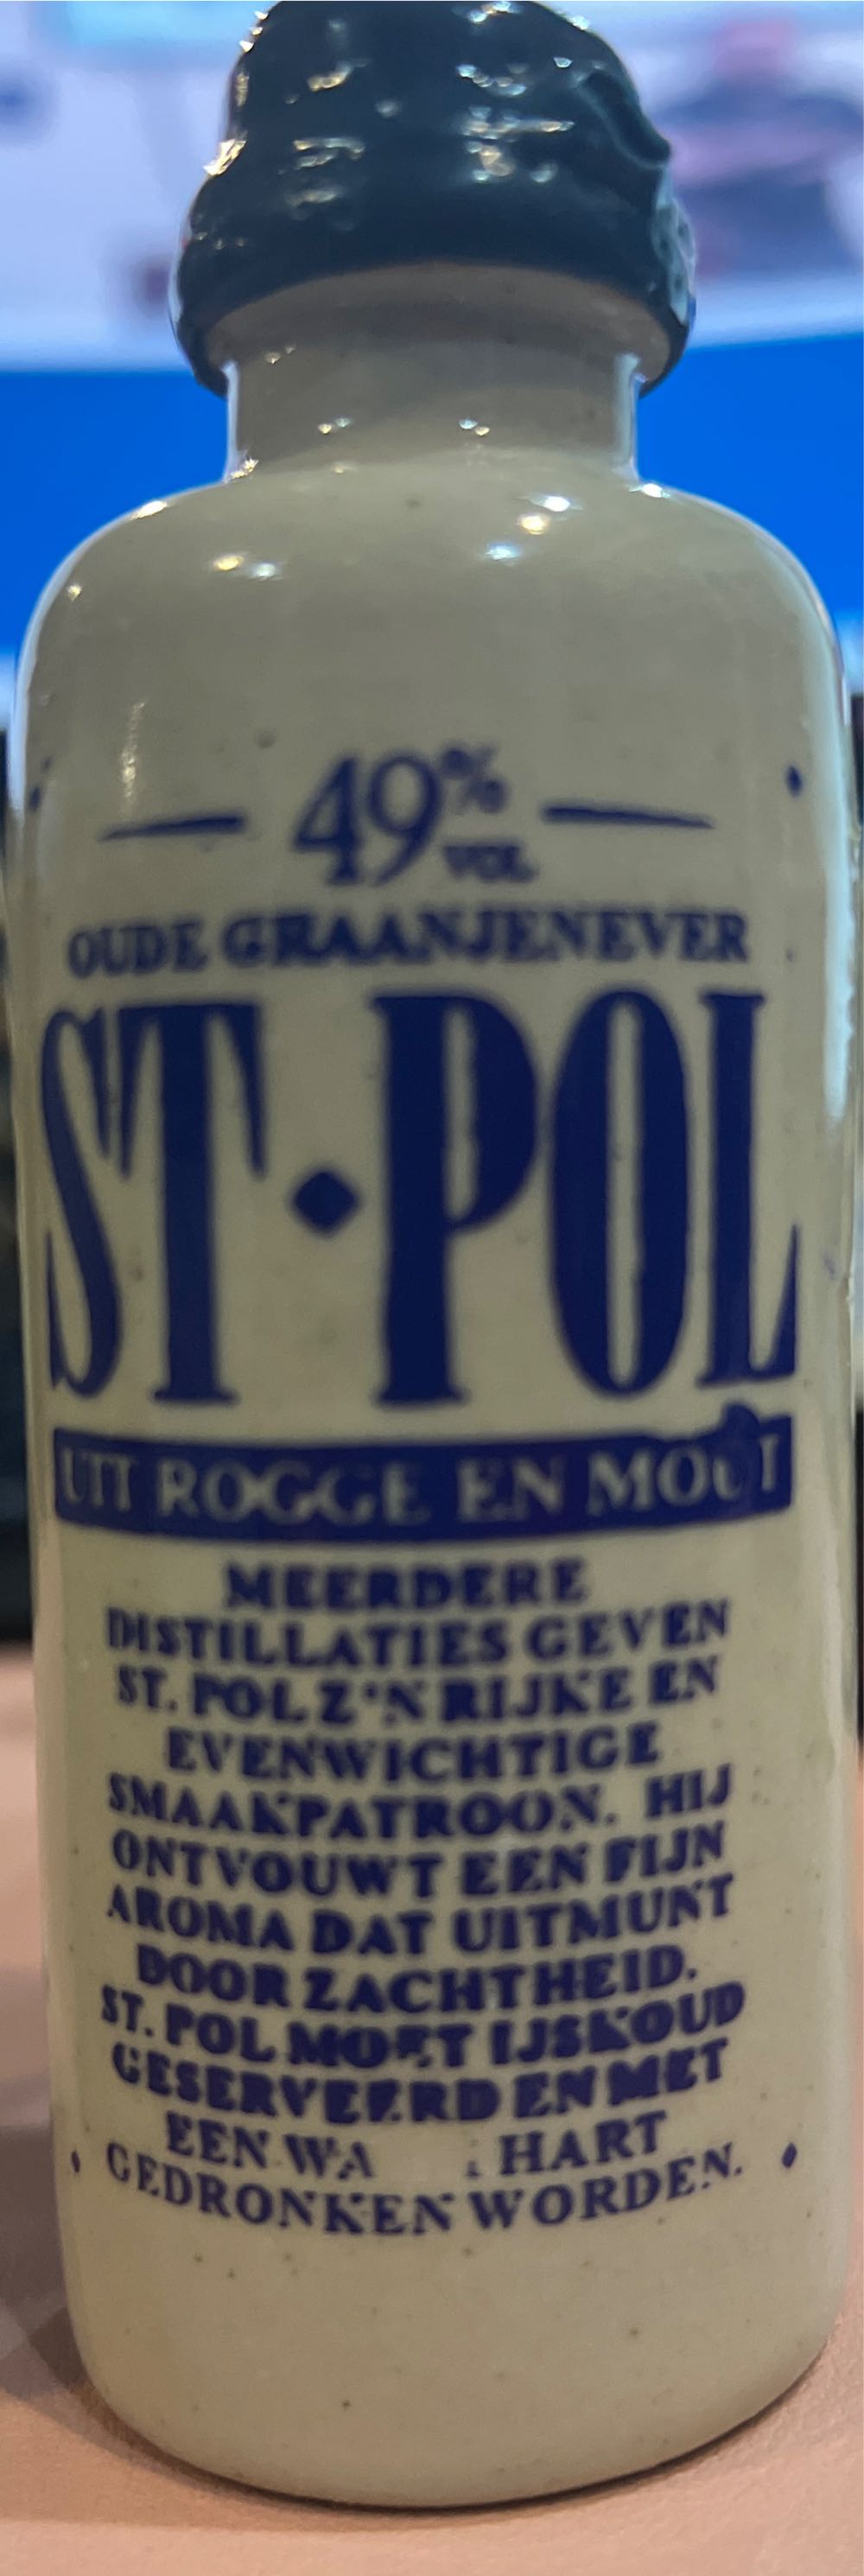 49% VOL
OUDE GRAANJENEVER
ST·POL
UIT ROGGE EN MOUT
MEERDERE
DISTILLATIES GEVEN
ST. POL Z'N RIJKE EN
EVENWICHTIGE
SMAAKPATROON. HIJ
ONTVOUWT EEN FIJN
AROMA DAT UITMUNT
DOOR ZACHTHEID.
ST. POL MOET IJSKOUD
GESERVEERD EN MET
EEN HART
GEDRONKEN WORDEN.